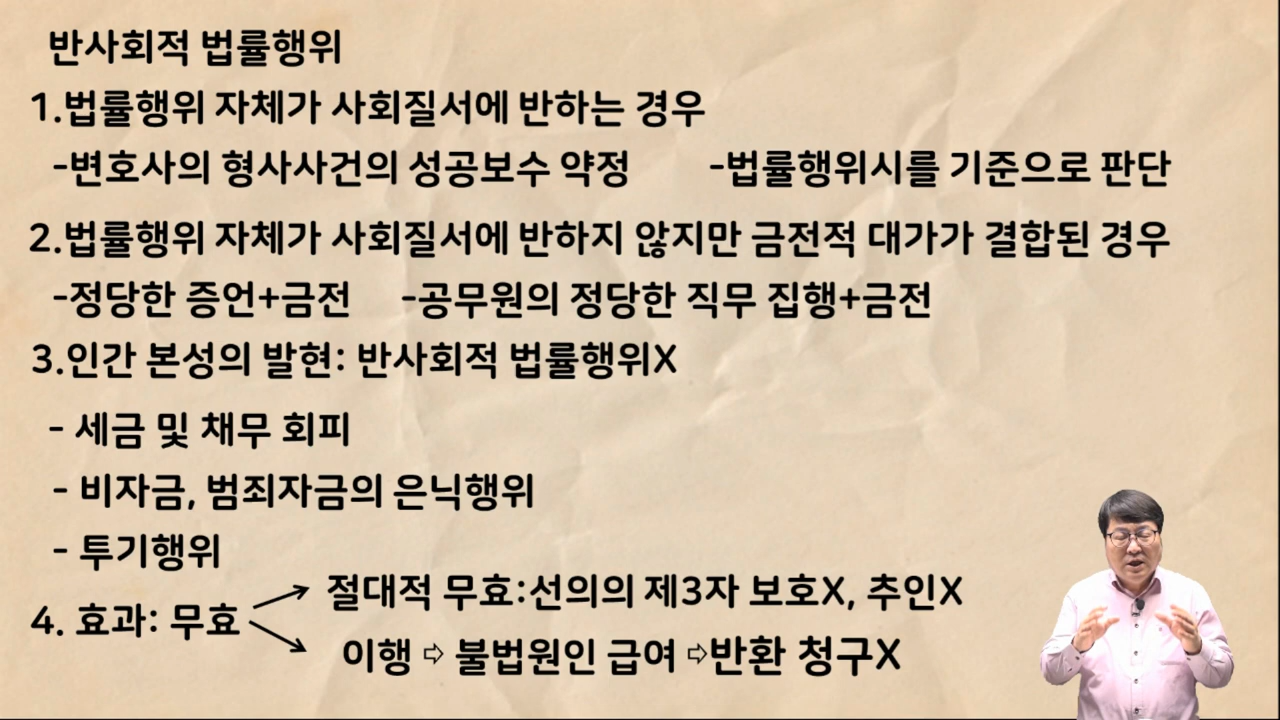 반사회적 법률행위
1.법률행위 자체가 사회질서에 반하는 경우
-변호사의 형사사건의 성공보수 약정 -법률행위시를 기준으로 판단
2.법률행위 자체가 사회질서에 반하지 않지만 금전적 대가가 결합된 경우
-정당한 증언+금전 -공무원의 정당한 직무 집행+금전
3.인간 본성의 발현: 반사회적 법률행위X
- 세금 및 채무 회피
- 비자금, 범죄자금의 은닉행위
- 투기행위
절대적 무효:선의의 제3자 보호X, 추인X
4. 효과: 무효
이행 ⇨ 불법원인 급여 ⇨반환 청구X